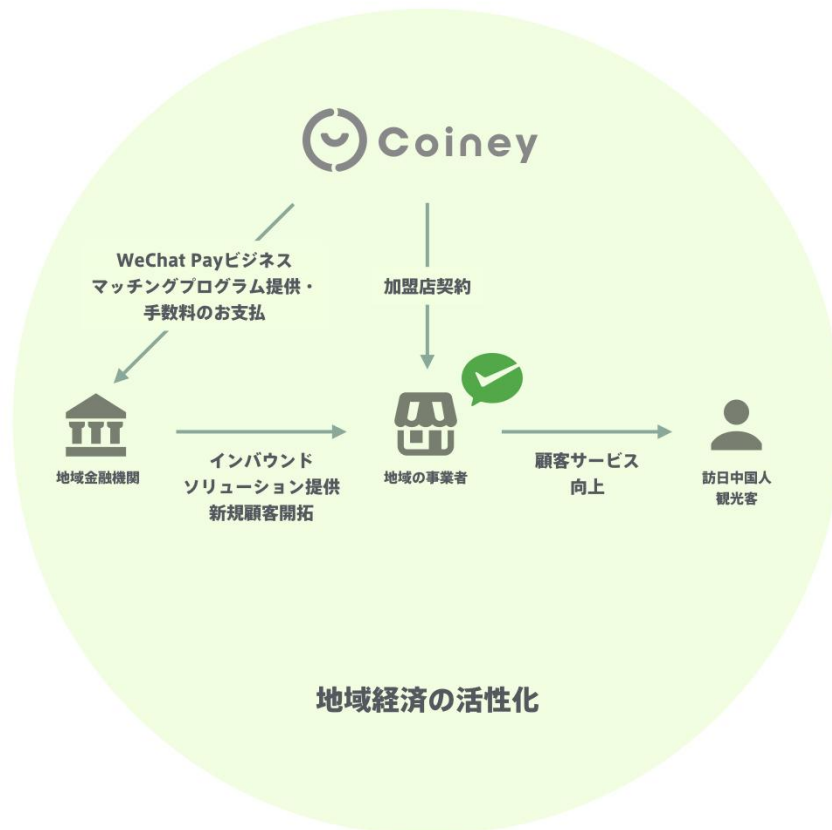 Coiney
WeChat Payビジネス
マッチングプログラム提供・
手数料のお支払
加盟店契約
地域金融機関
インバウンド
ソリューション提供
新規顧客開拓
地域の事業者
顧客サービス
向上
訪日中国人
観光客
地域経済の活性化